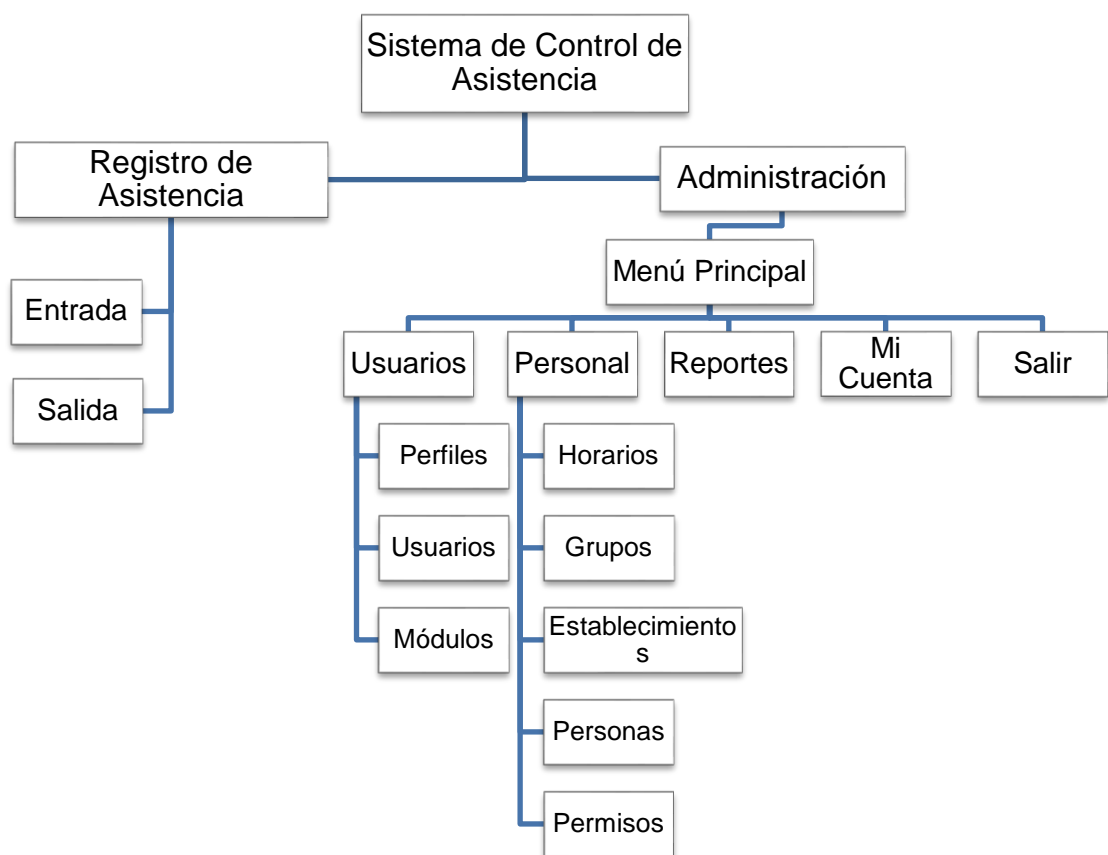 Sistema de Control de
Asistencia
Registro de
Asistencia
Administración
Menú Principal
Entrada
Salida
Usuarios
Personal
Reportes
Mi
Cuenta
Salir
Perfiles
Usuarios
Módulos
Horarios
Grupos
Establecimiento
s
Personas
Permisos